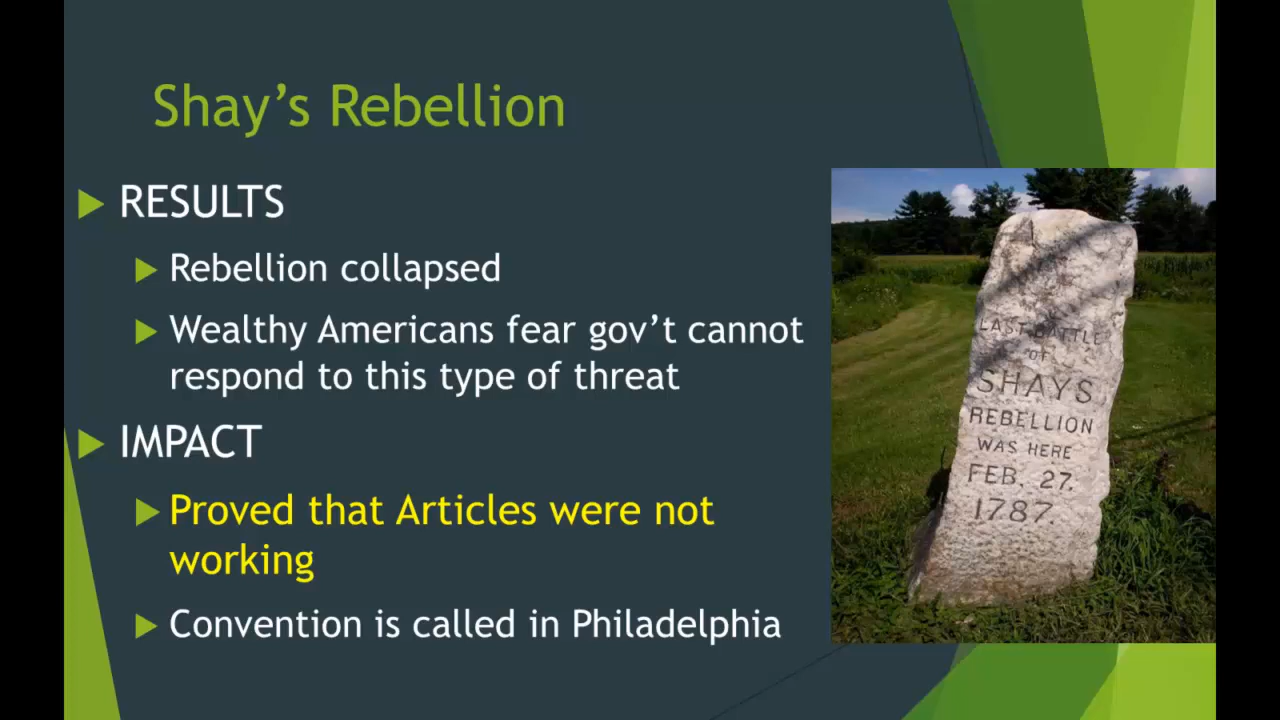 Shay’s Rebellion
RESULTS
Rebellion collapsed
Wealthy Americans fear gov’t cannot
respond to this type of threat
IMPACT
Proved that Articles were not
working
Convention is called in Philadelphia
LAST BATTLE
OF
SHAYS
REBELLION
WAS HERE
FEB. 27.
1787.